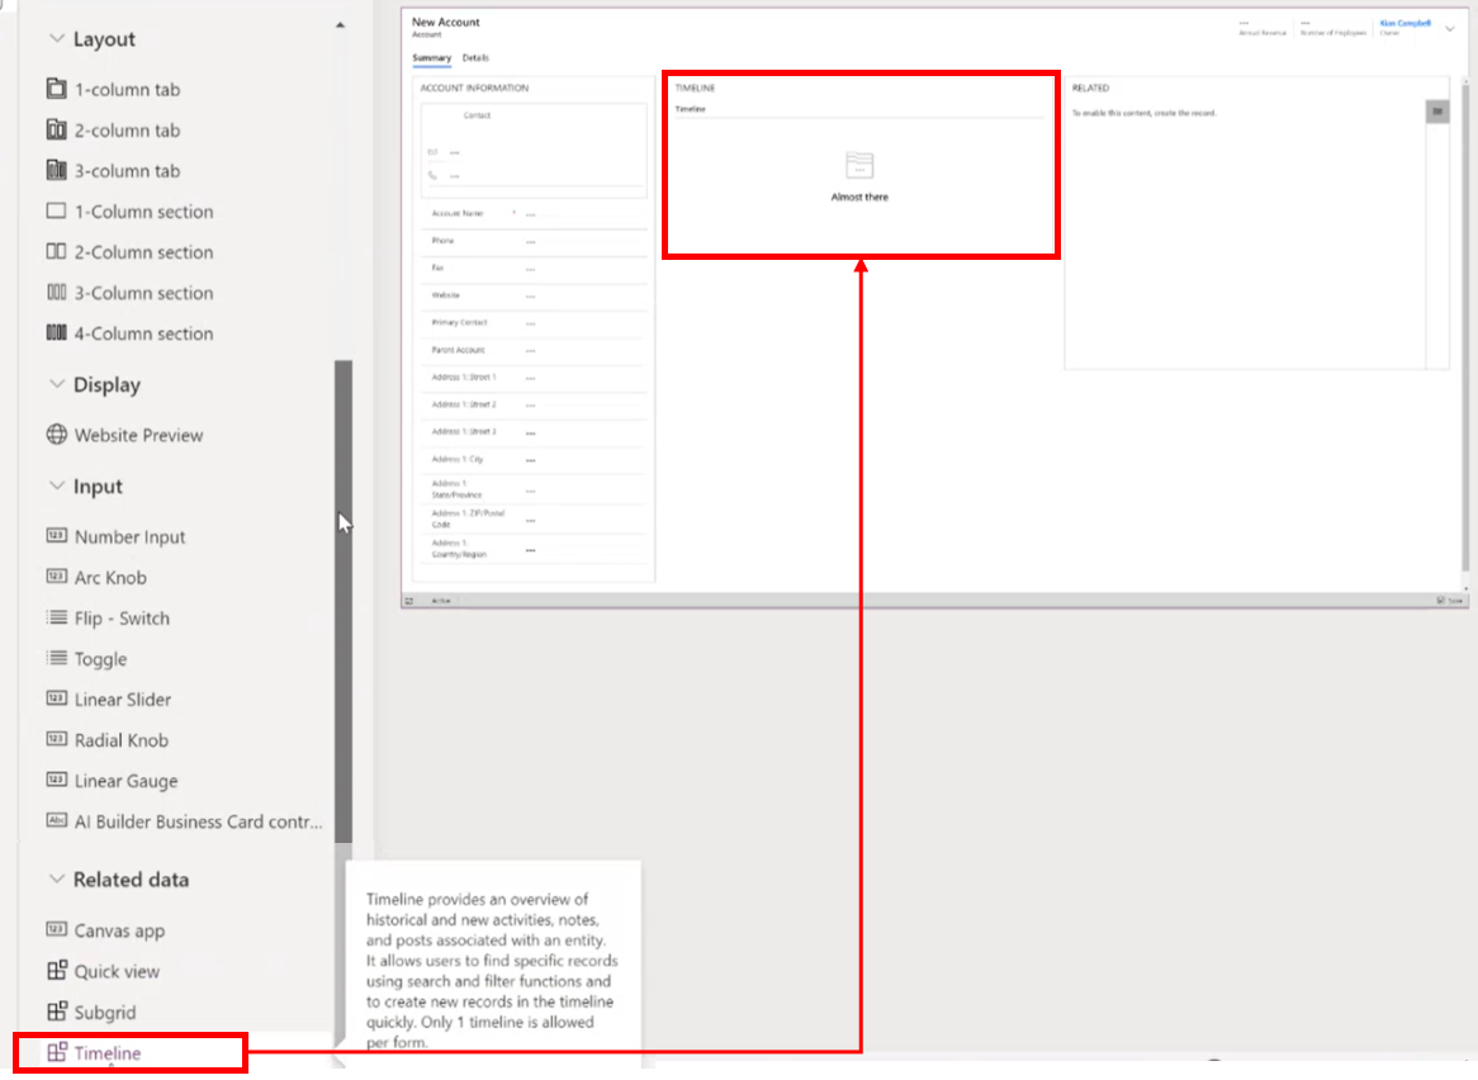 Layout
1-column tab
2-column tab
3-column tab
1-Column section
2-Column section
3-Column section
4-Column section
Display
Website Preview
Input
Number Input
Arc Knob
Flip - Switch
Toggle
Linear Slider
Radial Knob
Linear Gauge
AI Builder Business Card contr...
Related data
Canvas app
Quick view
Subgrid
Timeline
Timeline provides an overview of
historical and new activities, notes,
and posts associated with an entity.
It allows users to find specific records
using search and filter functions and
to create new records in the timeline
quickly. Only 1 timeline is allowed
per form.
New Account
Account
--- Annual Revenue
--- Number of Employees
Kian Campbell
Owner
Summary Details
ACCOUNT INFORMATION
Contact
---
---
Account Name * ---
Phone ---
Fax ---
Website ---
Primary Contact ---
Parent Account ---
Address 1: Street 1 ---
Address 1: Street 2 ---
Address 1: Street 3 ---
Address 1: City ---
Address 1:
State/Province ---
Address 1: ZIP/Postal
Code ---
Address 1:
Country/Region ---
TIMELINE
Timeline
Almost there
RELATED
To enable this content, create the record.
Active
Save